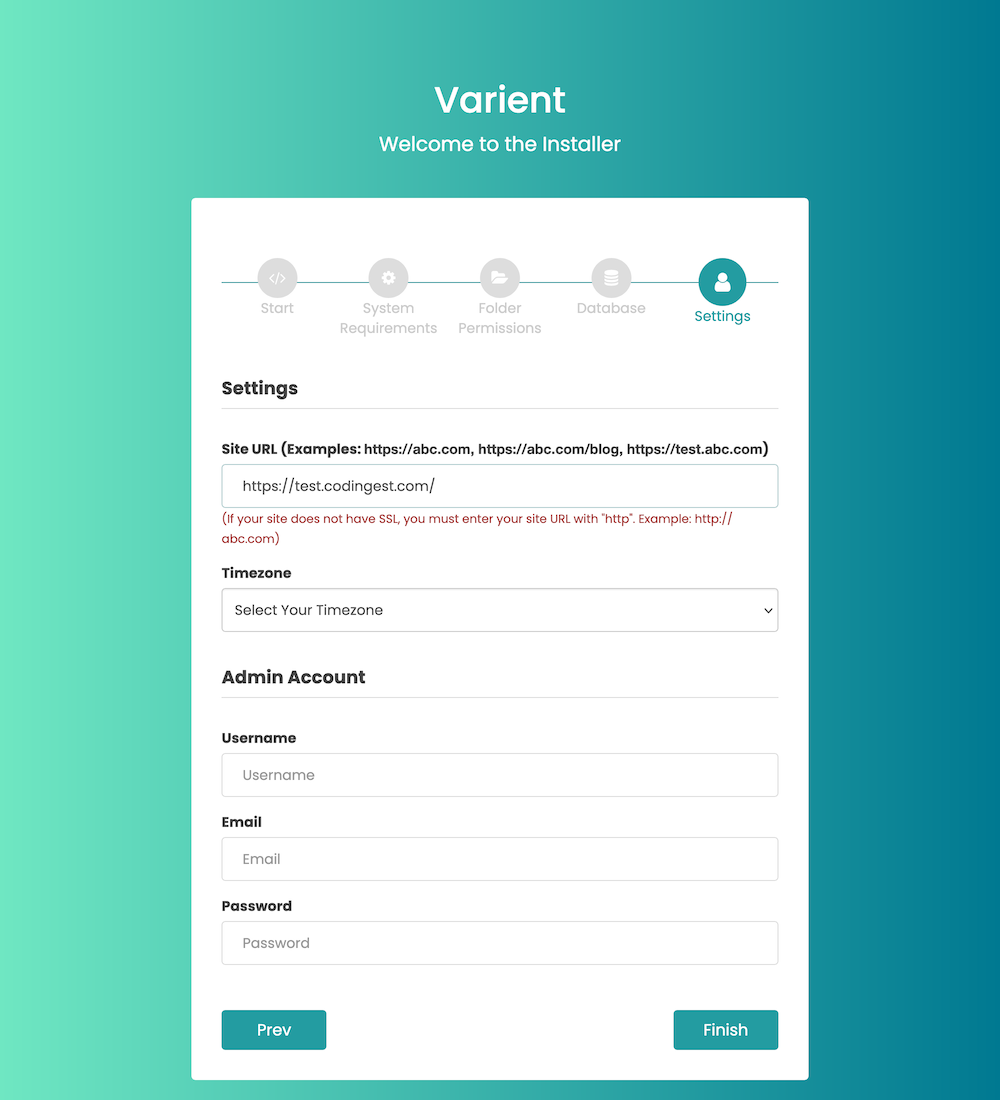 Varient
Welcome to the Installer
Start
System
Requirements
Folder
Permissions
Database
Settings
Settings
Site URL (Examples: https://abc.com, https://abc.com/blog, https://test.abc.com)
https://test.codingest.com/
(If your site does not have SSL, you must enter your site URL with "http". Example: http://
abc.com)
Timezone
Select Your Timezone
Admin Account
Username
Username
Email
Email
Password
Password
Prev
Finish